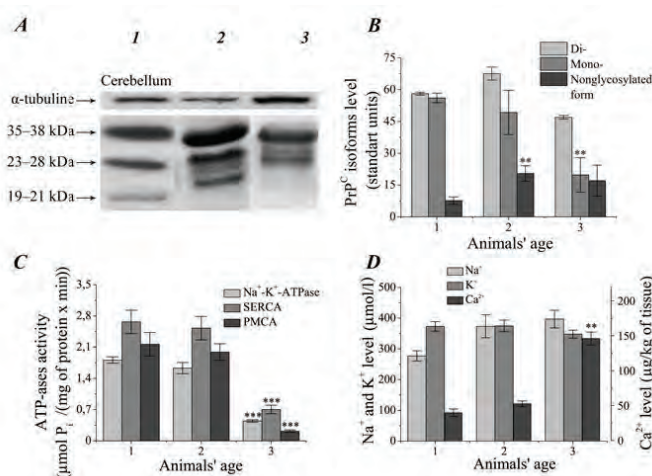 A
1 2 3
Cerebellum
α-tubuline
35–38 kDa
23–28 kDa
19–21 kDa
B
75
60
45
30
15
0
PrPᶜ isoforms level
(standart units)
Di-
Mono-
Nonglycosylated
form
**
**
1 2 3
Animals' age
C
3,5
2,8
2,1
1,4
0,7
0
ATP-ases activity
(µmol Pᵢ /(mg of protein x min))
Na⁺-K⁺-ATPase
SERCA
PMCA
***
***
***
1 2 3
Animals' age
D
500
400
300
200
100
0
Na⁺ and K⁺ level (µmol/l)
Na⁺
K⁺
Ca²⁺
**
200
150
100
50
0
Ca²⁺ level (µg/kg of tissue)
1 2 3
Animals' age